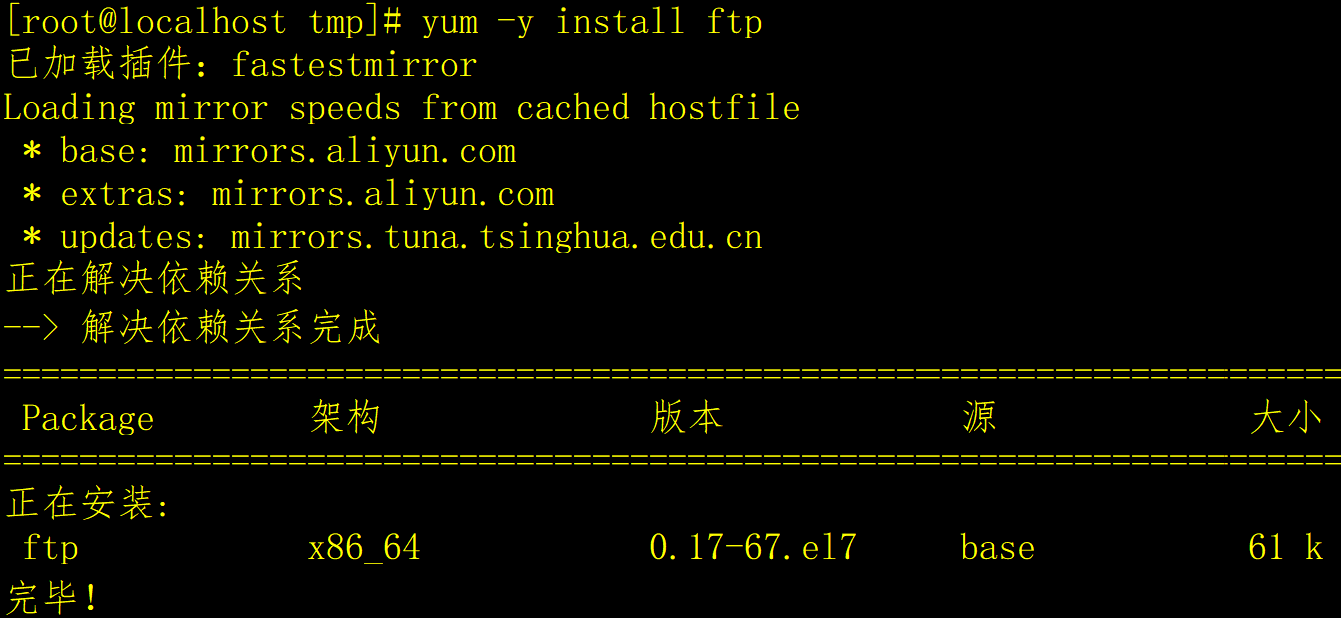 [root@localhost tmp]# yum -y install ftp
已加载插件：fastestmirror
Loading mirror speeds from cached hostfile
 * base: mirrors.aliyun.com
 * extras: mirrors.aliyun.com
 * updates: mirrors.tuna.tsinghua.edu.cn
正在解决依赖关系
--> 解决依赖关系完成
================================================================================
 Package 架构 版本 源 大小
================================================================================
正在安装:
 ftp x86_64 0.17-67.el7 base 61 k
完毕！